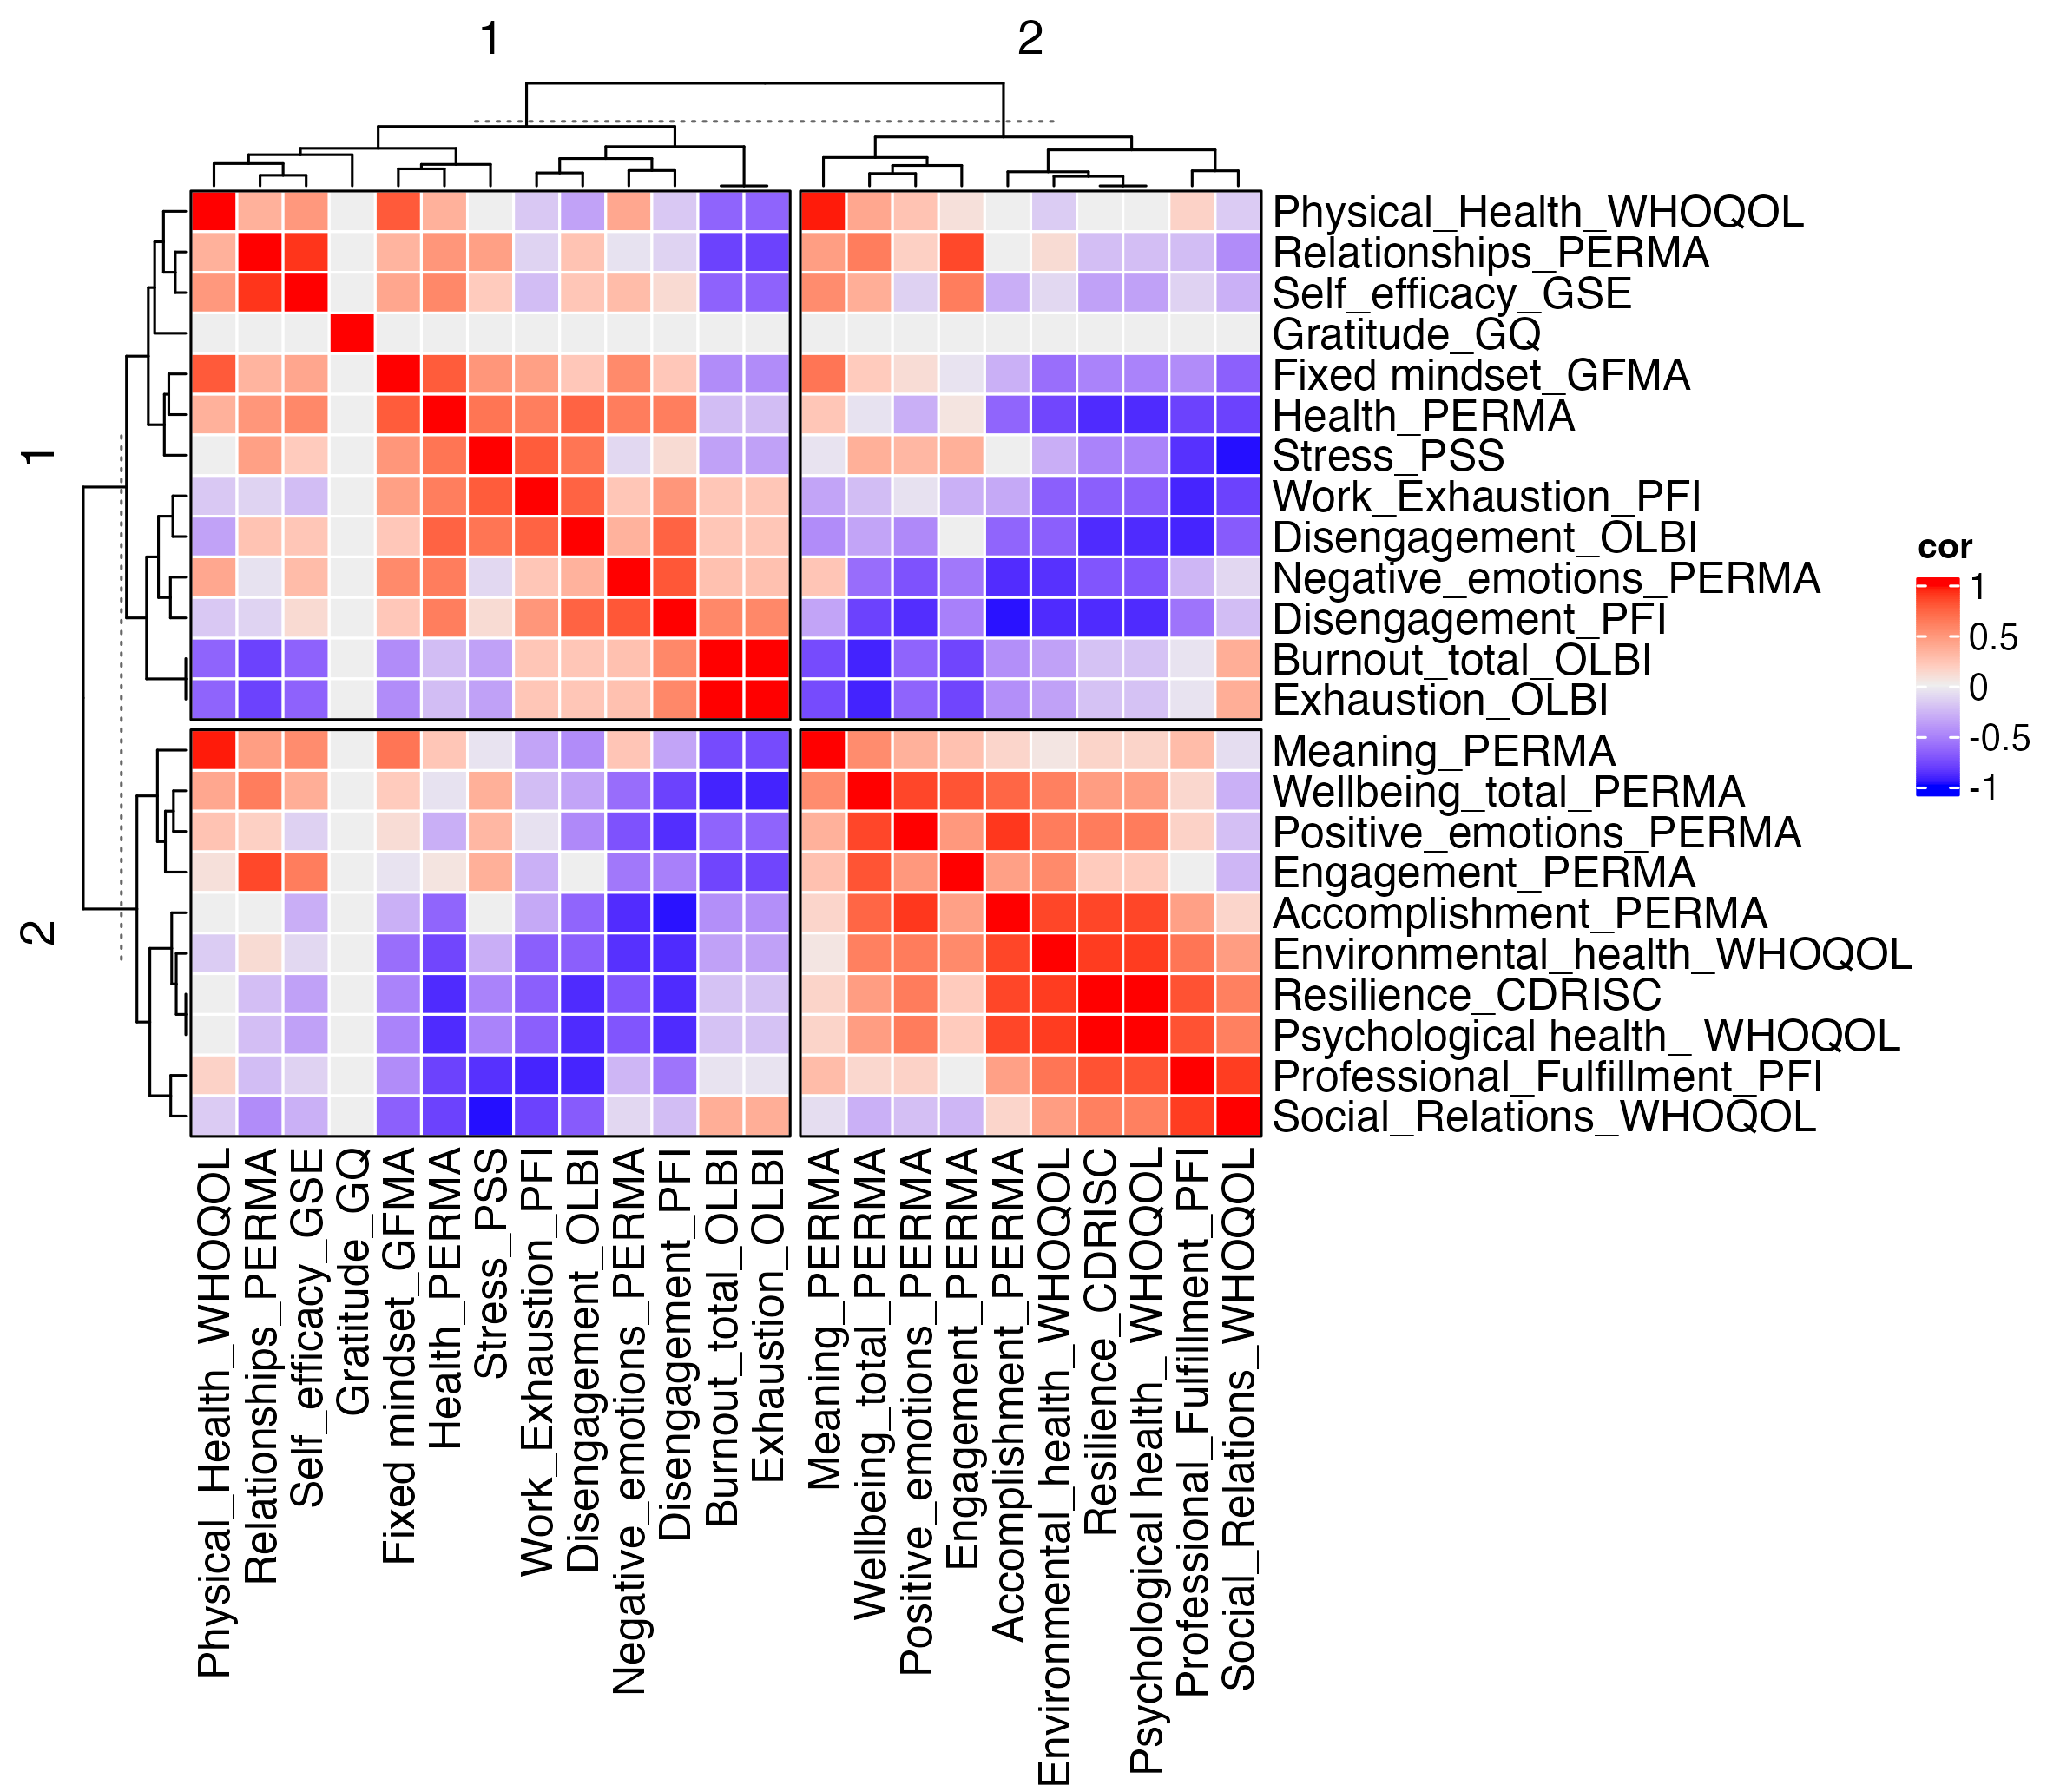 1
2
1
2
Physical_Health_WHOQOL
Relationships_PERMA
Self_efficacy_GSE
Gratitude_GQ
Fixed mindset_GFMA
Health_PERMA
Stress_PSS
Work_Exhaustion_PFI
Disengagement_OLBI
Negative_emotions_PERMA
Disengagement_PFI
Burnout_total_OLBI
Exhaustion_OLBI
Meaning_PERMA
Wellbeing_total_PERMA
Positive_emotions_PERMA
Engagement_PERMA
Accomplishment_PERMA
Environmental_health_WHOQOL
Resilience_CDRISC
Psychological health_ WHOQOL
Professional_Fulfillment_PFI
Social_Relations_WHOQOL
cor
1
0.5
0
-0.5
-1
Physical_Health_WHOQOL
Relationships_PERMA
Self_efficacy_GSE
Gratitude_GQ
Fixed mindset_GFMA
Health_PERMA
Stress_PSS
Work_Exhaustion_PFI
Disengagement_OLBI
Negative_emotions_PERMA
Disengagement_PFI
Burnout_total_OLBI
Exhaustion_OLBI
Meaning_PERMA
Wellbeing_total_PERMA
Positive_emotions_PERMA
Engagement_PERMA
Accomplishment_PERMA
Environmental_health_WHOQOL
Resilience_CDRISC
Psychological health_ WHOQOL
Professional_Fulfillment_PFI
Social_Relations_WHOQOL